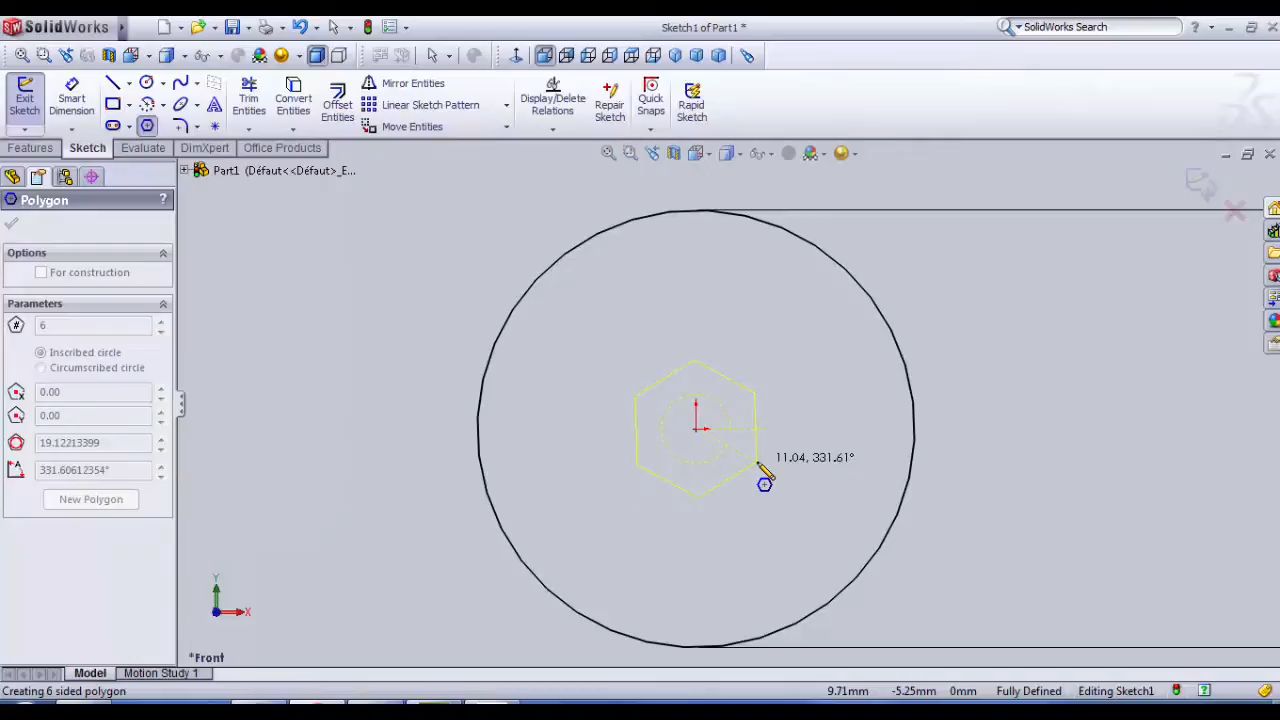 SW SolidWorks
Sketch1 of Part1 *
SolidWorks Search
?
Exit Sketch
Smart Dimension
Trim Entities
Convert Entities
Offset Entities
Mirror Entities
Linear Sketch Pattern
Move Entities
Display/Delete Relations
Repair Sketch
Quick Snaps
Rapid Sketch
Features
Sketch
Evaluate
DimXpert
Office Products
Part1 (Défaut<<Défaut>_E...
Polygon
?
Options
For construction
Parameters
6
Inscribed circle
Circumscribed circle
0.00
0.00
19.12213399
331.60612354°
New Polygon
11.04, 331.61°
Y
X
*Front
Model
Motion Study 1
Creating 6 sided polygon
9.71mm
-5.25mm
0mm
Fully Defined
Editing Sketch1
?